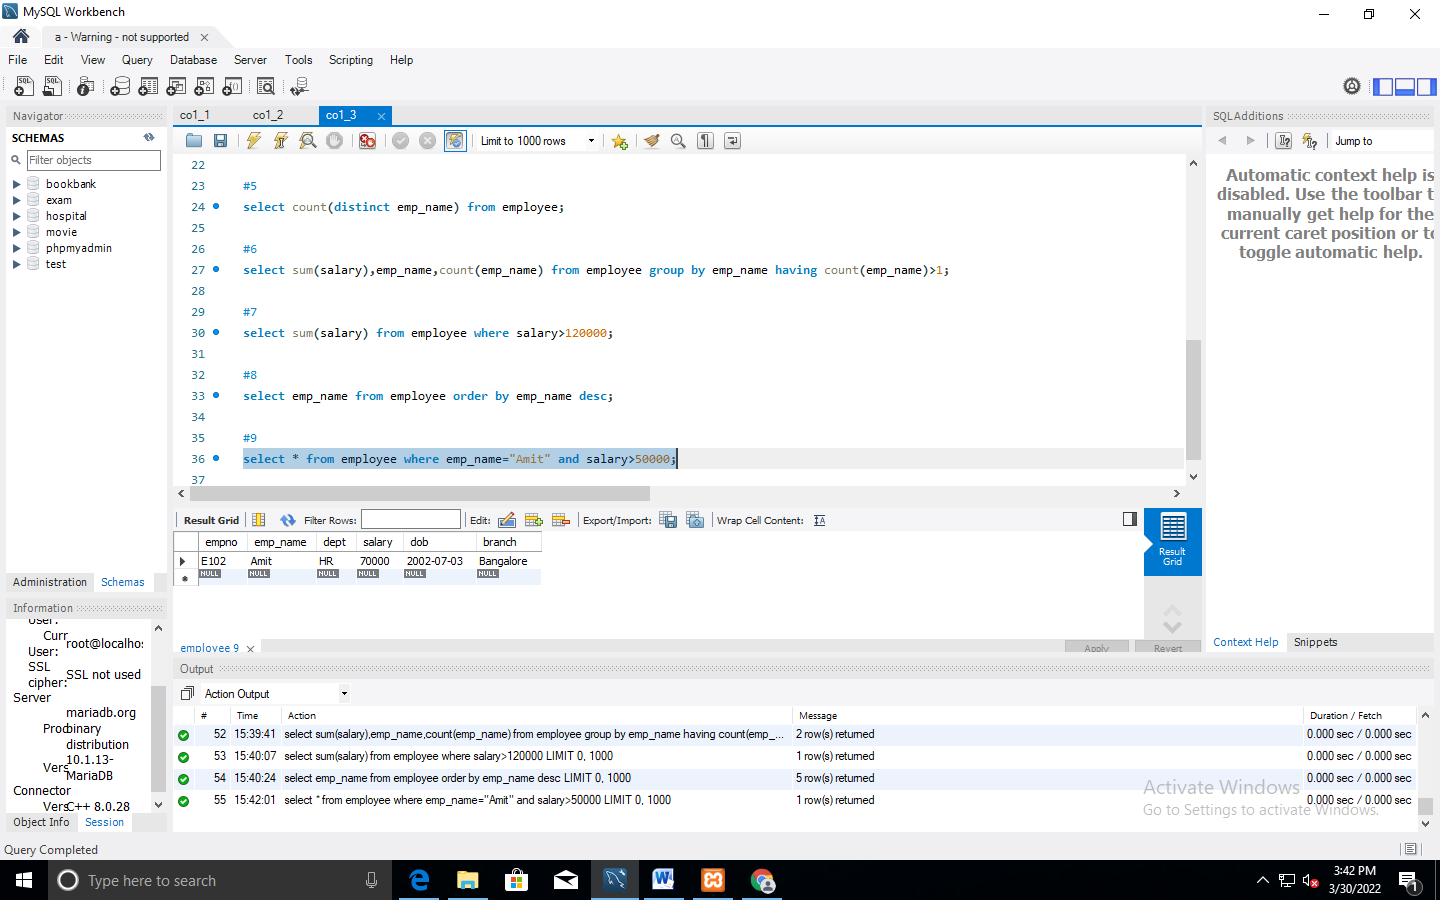 MySQL Workbench
a - Warning - not supported
File Edit View Query Database Server Tools Scripting Help
Navigator
SCHEMAS
Filter objects
bookbank
exam
hospital
movie
phpmyadmin
test
Administration Schemas
Information
User:
Curr
User: root@localho
SSL
cipher: SSL not used
Server
mariadb.org
binary
distribution
10.1.13-
MariaDB
Connector
C++ 8.0.28
Object Info Session
Query Completed
co1_1 co1_2 co1_3
Limit to 1000 rows
22
23 #5
24 select count(distinct emp_name) from employee;
25
26 #6
27 select sum(salary),emp_name,count(emp_name) from employee group by emp_name having count(emp_name)>1;
28
29 #7
30 select sum(salary) from employee where salary>120000;
31
32 #8
33 select emp_name from employee order by emp_name desc;
34
35 #9
36 select * from employee where emp_name="Amit" and salary>50000;
37
Result Grid Filter Rows: Edit: Export/Import: Wrap Cell Content:
empno emp_name dept salary dob branch
E102 Amit HR 70000 2002-07-03 Bangalore
NULL NULL NULL NULL NULL NULL
Result
Grid
employee 9
Apply Revert
SQL Additions
Jump to
Automatic context help is
disabled. Use the toolbar t
manually get help for the
current caret position or to
toggle automatic help.
Context Help Snippets
Output
Action Output
# Time Action Message Duration / Fetch
52 15:39:41 select sum(salary),emp_name,count(emp_name) from employee group by emp_name having count(emp_... 2 row(s) returned 0.000 sec / 0.000 sec
53 15:40:07 select sum(salary) from employee where salary>120000 LIMIT 0, 1000 1 row(s) returned 0.000 sec / 0.000 sec
54 15:40:24 select emp_name from employee order by emp_name desc LIMIT 0, 1000 5 row(s) returned 0.000 sec / 0.000 sec
55 15:42:01 select * from employee where emp_name="Amit" and salary>50000 LIMIT 0, 1000 1 row(s) returned 0.000 sec / 0.000 sec
Activate Windows
Go to Settings to activate Windows.
Type here to search
3:42 PM
3/30/2022
1